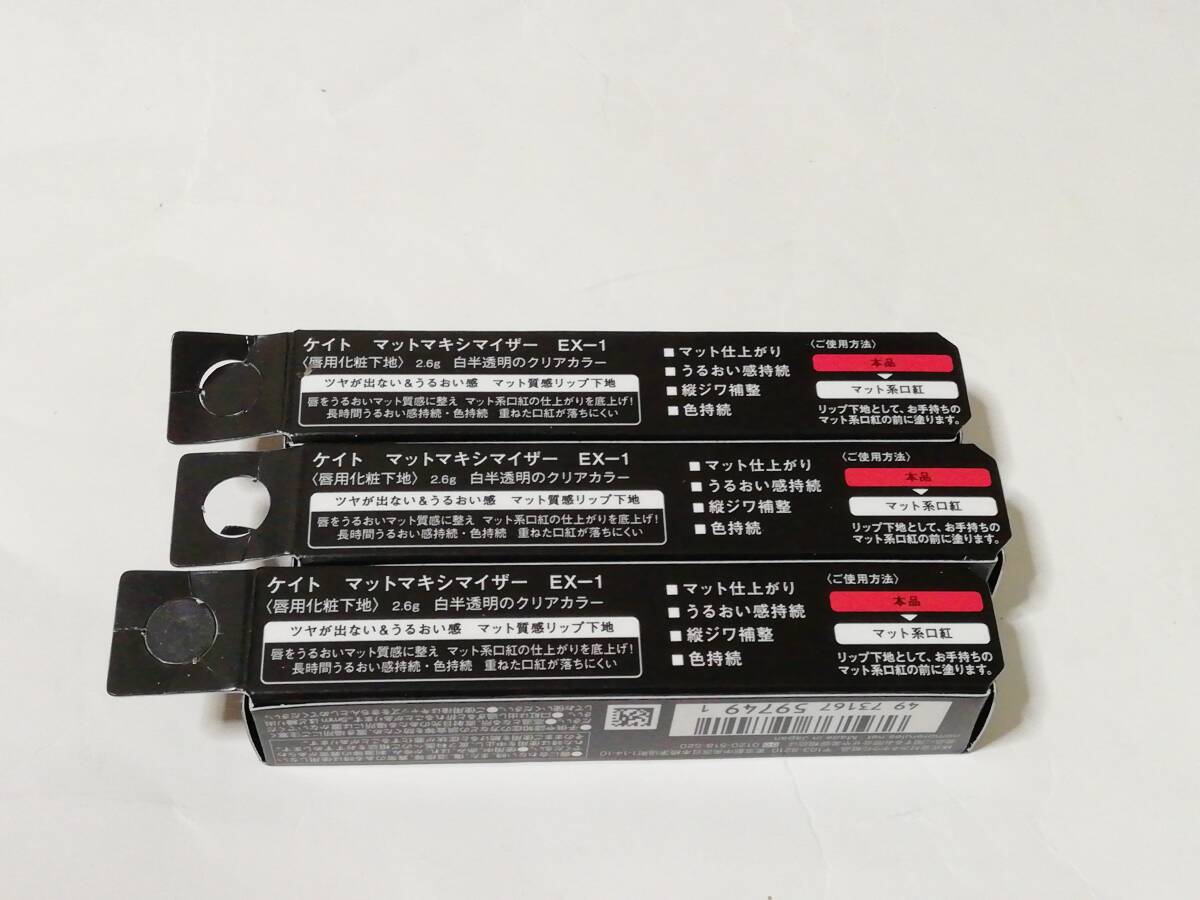 ケイト マットマキシマイザー EX-1
〈唇用化粧下地〉 2.6g 白半透明のクリアカラー
ツヤが出ない＆うるおい感 マット質感リップ下地
唇をうるおいマット質感に整え マット系口紅の仕上がりを底上げ！
長時間うるおい感持続・色持続 重ねた口紅が落ちにくい
■マット仕上がり
■うるおい感持続
■縦ジワ補整
■色持続
〈ご使用方法〉
本品
マット系口紅
リップ下地として、お手持ちの
マット系口紅の前に塗ります。
ケイト マットマキシマイザー EX-1
〈唇用化粧下地〉 2.6g 白半透明のクリアカラー
ツヤが出ない＆うるおい感 マット質感リップ下地
唇をうるおいマット質感に整え マット系口紅の仕上がりを底上げ！
長時間うるおい感持続・色持続 重ねた口紅が落ちにくい
■マット仕上がり
■うるおい感持続
■縦ジワ補整
■色持続
〈ご使用方法〉
本品
マット系口紅
リップ下地として、お手持ちの
マット系口紅の前に塗ります。
ケイト マットマキシマイザー EX-1
〈唇用化粧下地〉 2.6g 白半透明のクリアカラー
ツヤが出ない＆うるおい感 マット質感リップ下地
唇をうるおいマット質感に整え マット系口紅の仕上がりを底上げ！
長時間うるおい感持続・色持続 重ねた口紅が落ちにくい
■マット仕上がり
■うるおい感持続
■縦ジワ補整
■色持続
〈ご使用方法〉
本品
マット系口紅
リップ下地として、お手持ちの
マット系口紅の前に塗ります。
49 73167 59749 1
Made in Japan
0120-518-520